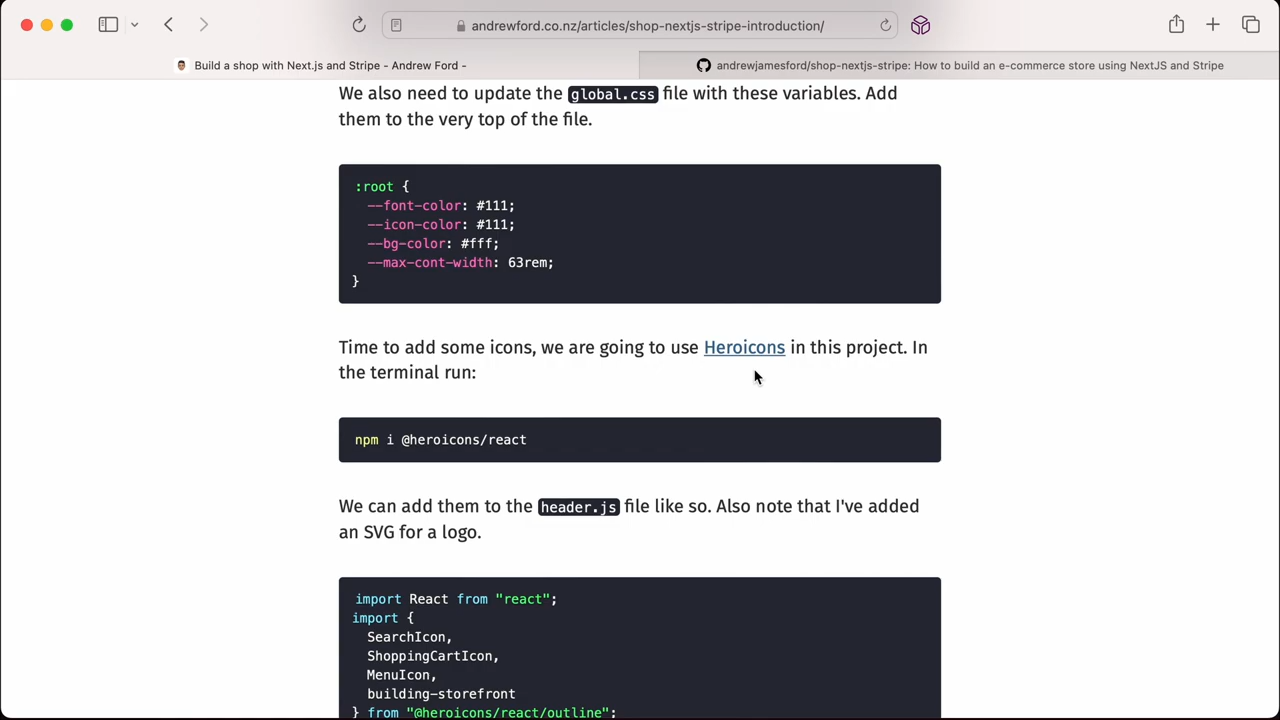 andrewford.co.nz/articles/shop-nextjs-stripe-introduction/
Build a shop with Next.js and Stripe - Andrew Ford -
andrewjamesford/shop-nextjs-stripe: How to build an e-commerce store using NextJS and Stripe
We also need to update the global.css file with these variables. Add
them to the very top of the file.
:root {
--font-color: #111;
--icon-color: #111;
--bg-color: #fff;
--max-cont-width: 63rem;
}
Time to add some icons, we are going to use Heroicons in this project. In
the terminal run:
npm i @heroicons/react
We can add them to the header.js file like so. Also note that I've added
an SVG for a logo.
import React from "react";
import {
SearchIcon,
ShoppingCartIcon,
MenuIcon,
building-storefront
} from "@heroicons/react/outline";